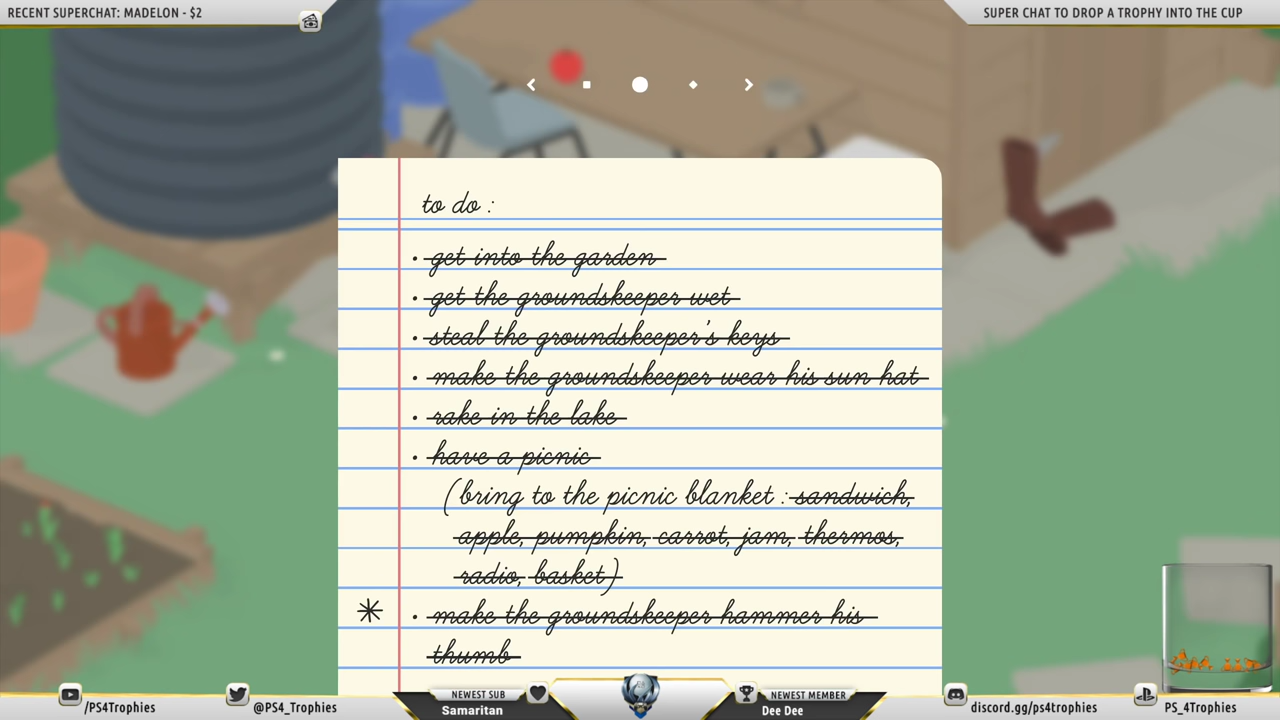 RECENT SUPERCHAT: MADELON - $2
SUPER CHAT TO DROP A TROPHY INTO THE CUP
to do :
• get into the garden
• get the groundskeeper wet
• steal the groundskeeper's keys
• make the groundskeeper wear his sun hat
• rake in the lake
• have a picnic
(bring to the picnic blanket : sandwich,
apple, pumpkin, carrot, jam, thermos,
radio, basket)
• make the groundskeeper hammer his
thumb
/PS4Trophies
@PS4_Trophies
NEWEST SUB
Samaritan
NEWEST MEMBER
Dee Dee
discord.gg/ps4trophies
PS_4Trophies